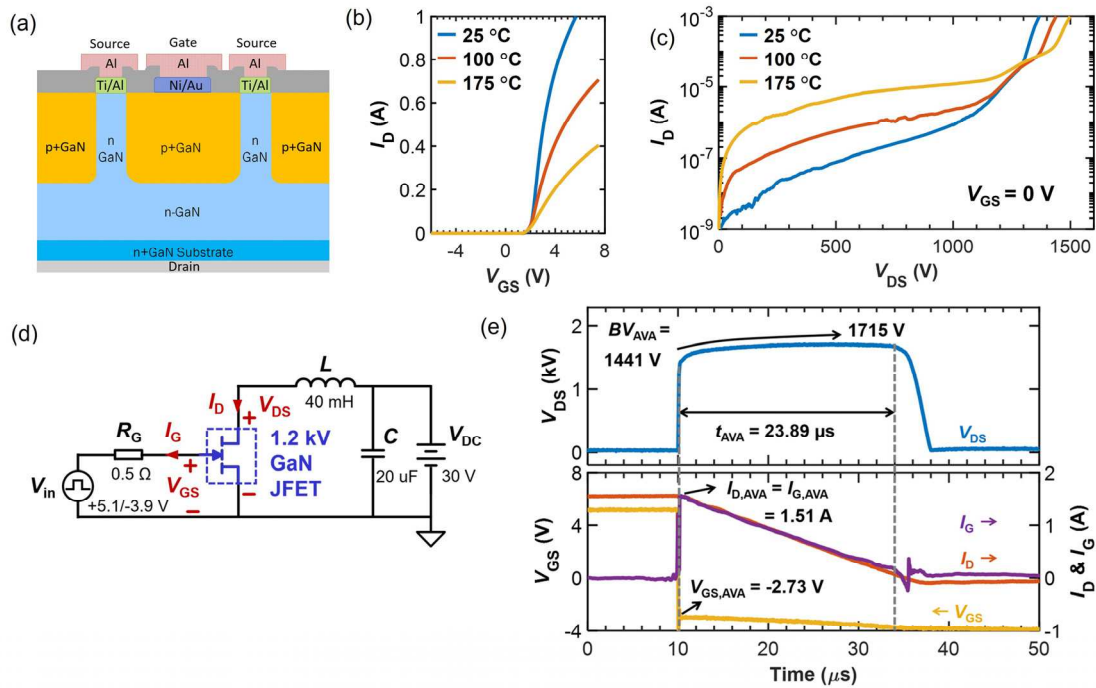 (a)
Source Gate Source
Al Al Al
Ti/Al Ni/Au Ti/Al
p+GaN n GaN p+GaN n GaN p+GaN
n-GaN
n+GaN Substrate
Drain
(b)
25 °C
100 °C
175 °C
I_D (A)
1
0.8
0.6
0.4
0.2
0
-4 0 4 8
V_GS (V)
(c)
25 °C
100 °C
175 °C
I_D (A)
10^-3
10^-5
10^-7
10^-9
V_GS = 0 V
0 500 1000 1500
V_DS (V)
(d)
L
40 mH
I_D V_DS
+
R_G
0.5 Ω
I_G
1.2 kV
GaN
JFET
+
V_GS
−
−
C
20 uF
V_DC
30 V
V_in
+5.1/-3.9 V
(e)
V_DS (kV)
2
1
0
BV_AVA =
1441 V
1715 V
t_AVA = 23.89 µs
V_DS
V_GS (V)
8
4
0
-4
I_D,AVA = I_G,AVA
= 1.51 A
V_GS,AVA = -2.73 V
I_G →
I_D →
← V_GS
2
1
0
-1
I_D & I_G (A)
0 10 20 30 40 50
Time (µs)